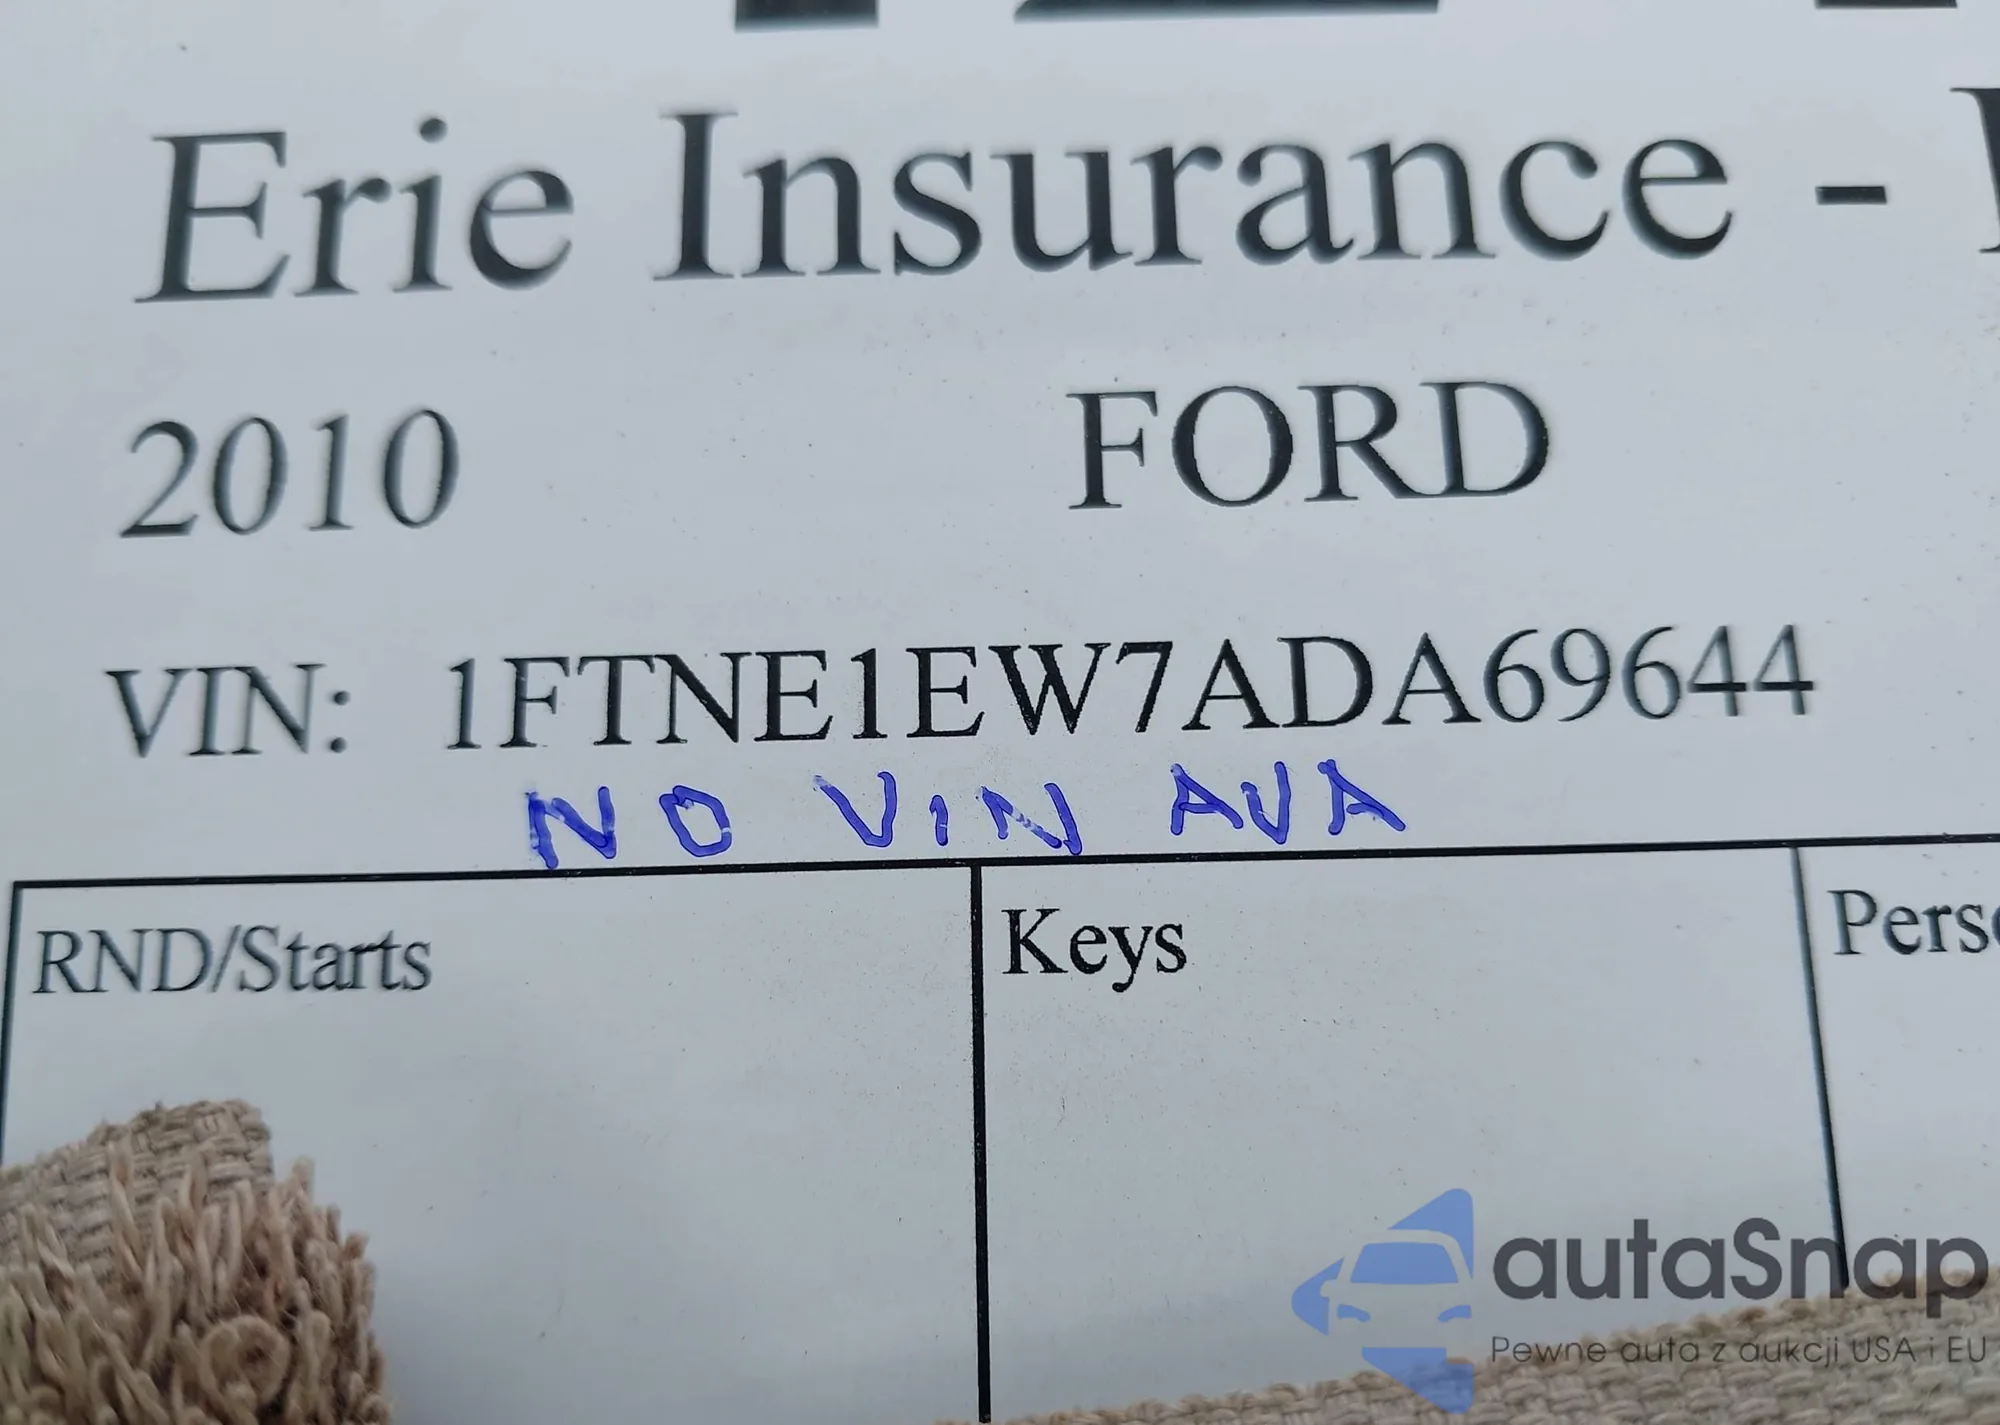 Erie Insurance -
2010 FORD
VIN: 1FTNE1EW7ADA69644
NO VIN AVA
RND/Starts Keys
autaSnap
Pewne auta z aukcji USA i EU